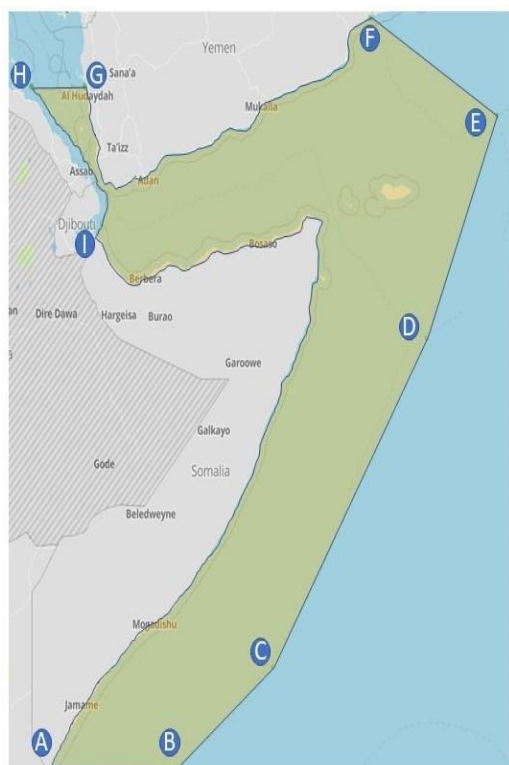 F
Yemen
H
G
Sana'a
Al Hudaydah
Mukalla
E
Ta'izz
Assab
Adan
Djibouti
I
Bosaso
Berbera
D
Dire Dawa
Hargeisa
Burao
Garoowe
Galkayo
Somalia
Gode
Beledweyne
Mogadishu
C
Jamame
A
B